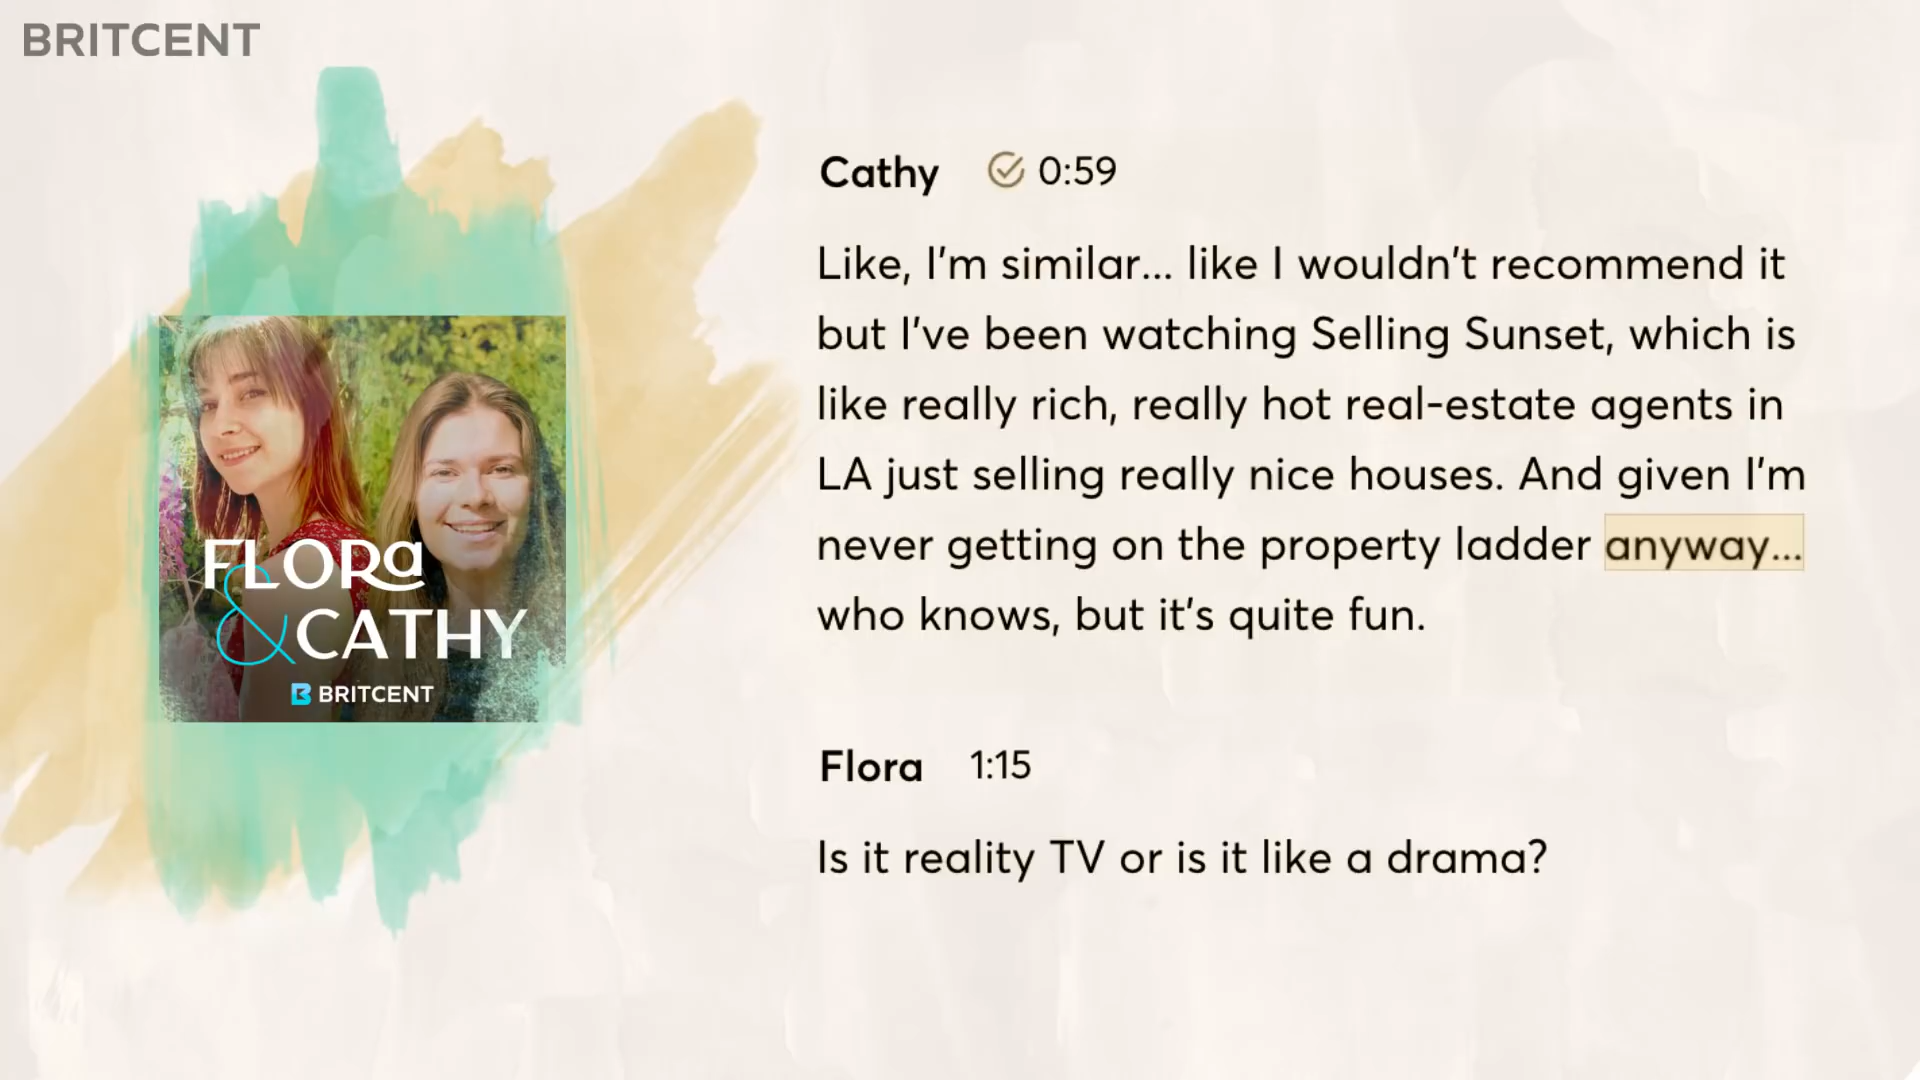 BRITCENT
FLORa
&CATHY
BRITCENT
Cathy 0:59
Like, I'm similar... like I wouldn't recommend it
but I've been watching Selling Sunset, which is
like really rich, really hot real-estate agents in
LA just selling really nice houses. And given I'm
never getting on the property ladder anyway...
who knows, but it's quite fun.
Flora 1:15
Is it reality TV or is it like a drama?